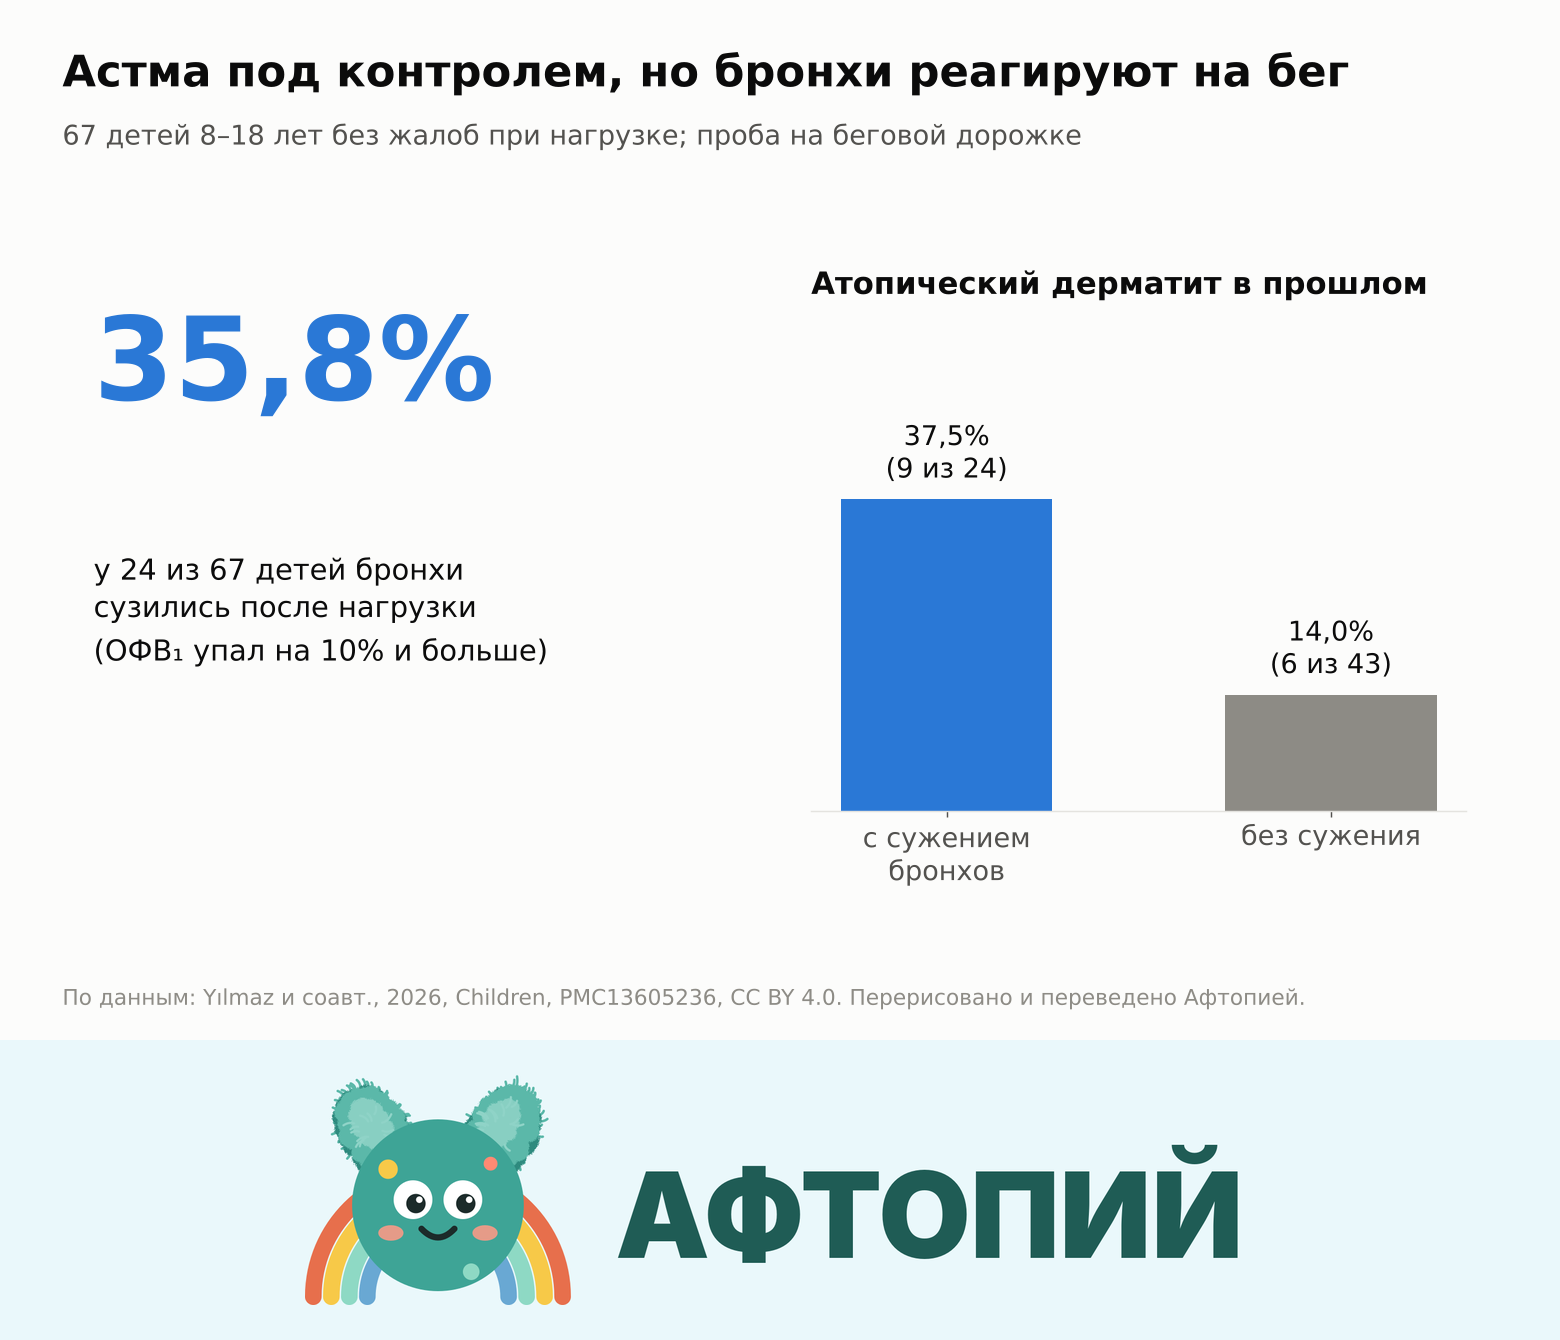 Астма под контролем, но бронхи реагируют на бег
67 детей 8–18 лет без жалоб при нагрузке; проба на беговой дорожке
35,8%
у 24 из 67 детей бронхи
сузились после нагрузки
(ОФВ₁ упал на 10% и больше)
Атопический дерматит в прошлом
37,5%
(9 из 24)
14,0%
(6 из 43)
с сужением
бронхов
без сужения
По данным: Yılmaz и соавт., 2026, Children, PMC13605236, CC BY 4.0. Перерисовано и переведено Афтопией.
АФТОПИЙ